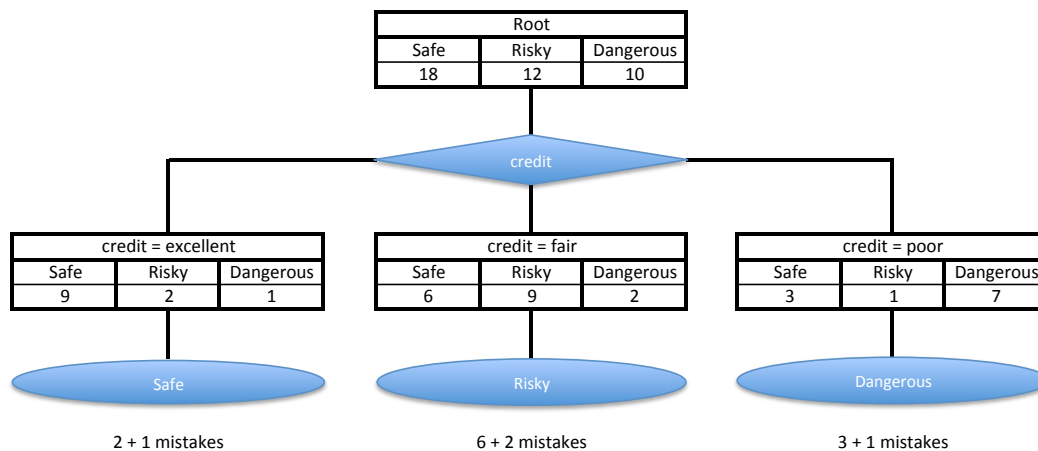 Root
Safe Risky Dangerous
18 12 10
credit
credit = excellent credit = fair credit = poor
Safe Risky Dangerous Safe Risky Dangerous Safe Risky Dangerous
9 2 1 6 9 2 3 1 7
Safe Risky Dangerous
2 + 1 mistakes 6 + 2 mistakes 3 + 1 mistakes